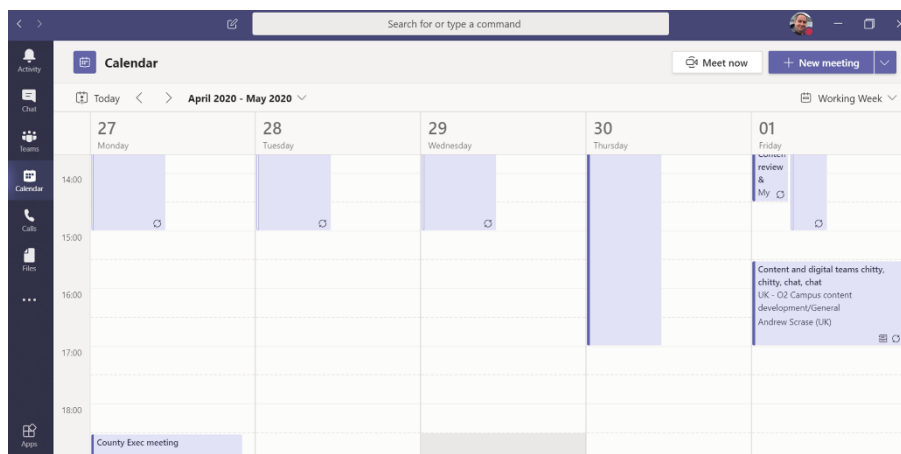 Search for or type a command
Activity
Chat
Teams
Calendar
Calls
Files
Apps
Calendar
Meet now
New meeting
Today
April 2020 - May 2020
Working Week
27
Monday
28
Tuesday
29
Wednesday
30
Thursday
01
Friday
14:00
15:00
16:00
17:00
18:00
Content
review
&
My
Content and digital teams chitty,
chitty, chat, chat
UK - O2 Campus content
development/General
Andrew Scrase (UK)
County Exec meeting